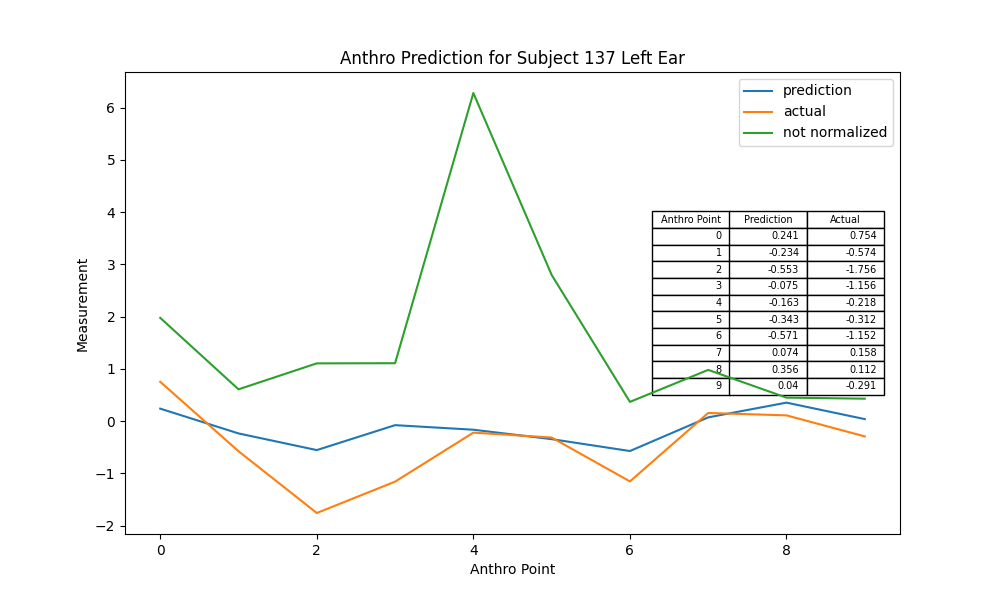 Anthro Prediction for Subject 137 Left Ear
prediction
actual
not normalized
6
5
4
3
2
1
0
−1
−2
Measurement
Anthro Point Prediction Actual
0 0.241 0.754
1 -0.234 -0.574
2 -0.553 -1.756
3 -0.075 -1.156
4 -0.163 -0.218
5 -0.343 -0.312
6 -0.571 -1.152
7 0.074 0.158
8 0.356 0.112
9 0.04 -0.291
0 2 4 6 8
Anthro Point